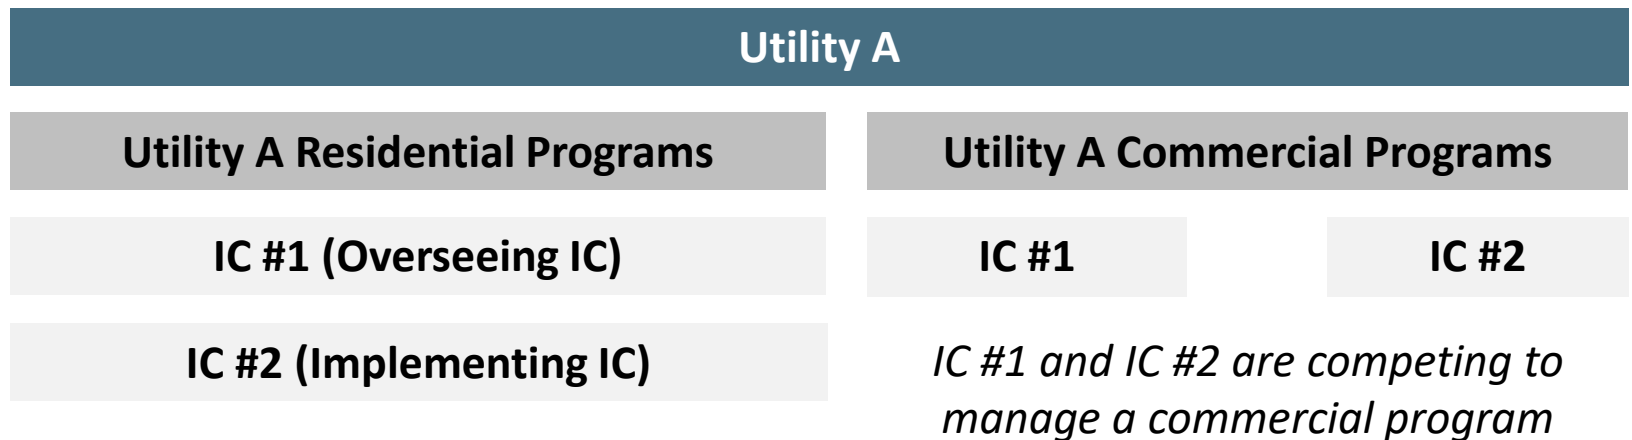 Utility A
Utility A Residential Programs
IC #1 (Overseeing IC)
IC #2 (Implementing IC)
Utility A Commercial Programs
IC #1
IC #2
IC #1 and IC #2 are competing to
manage a commercial program